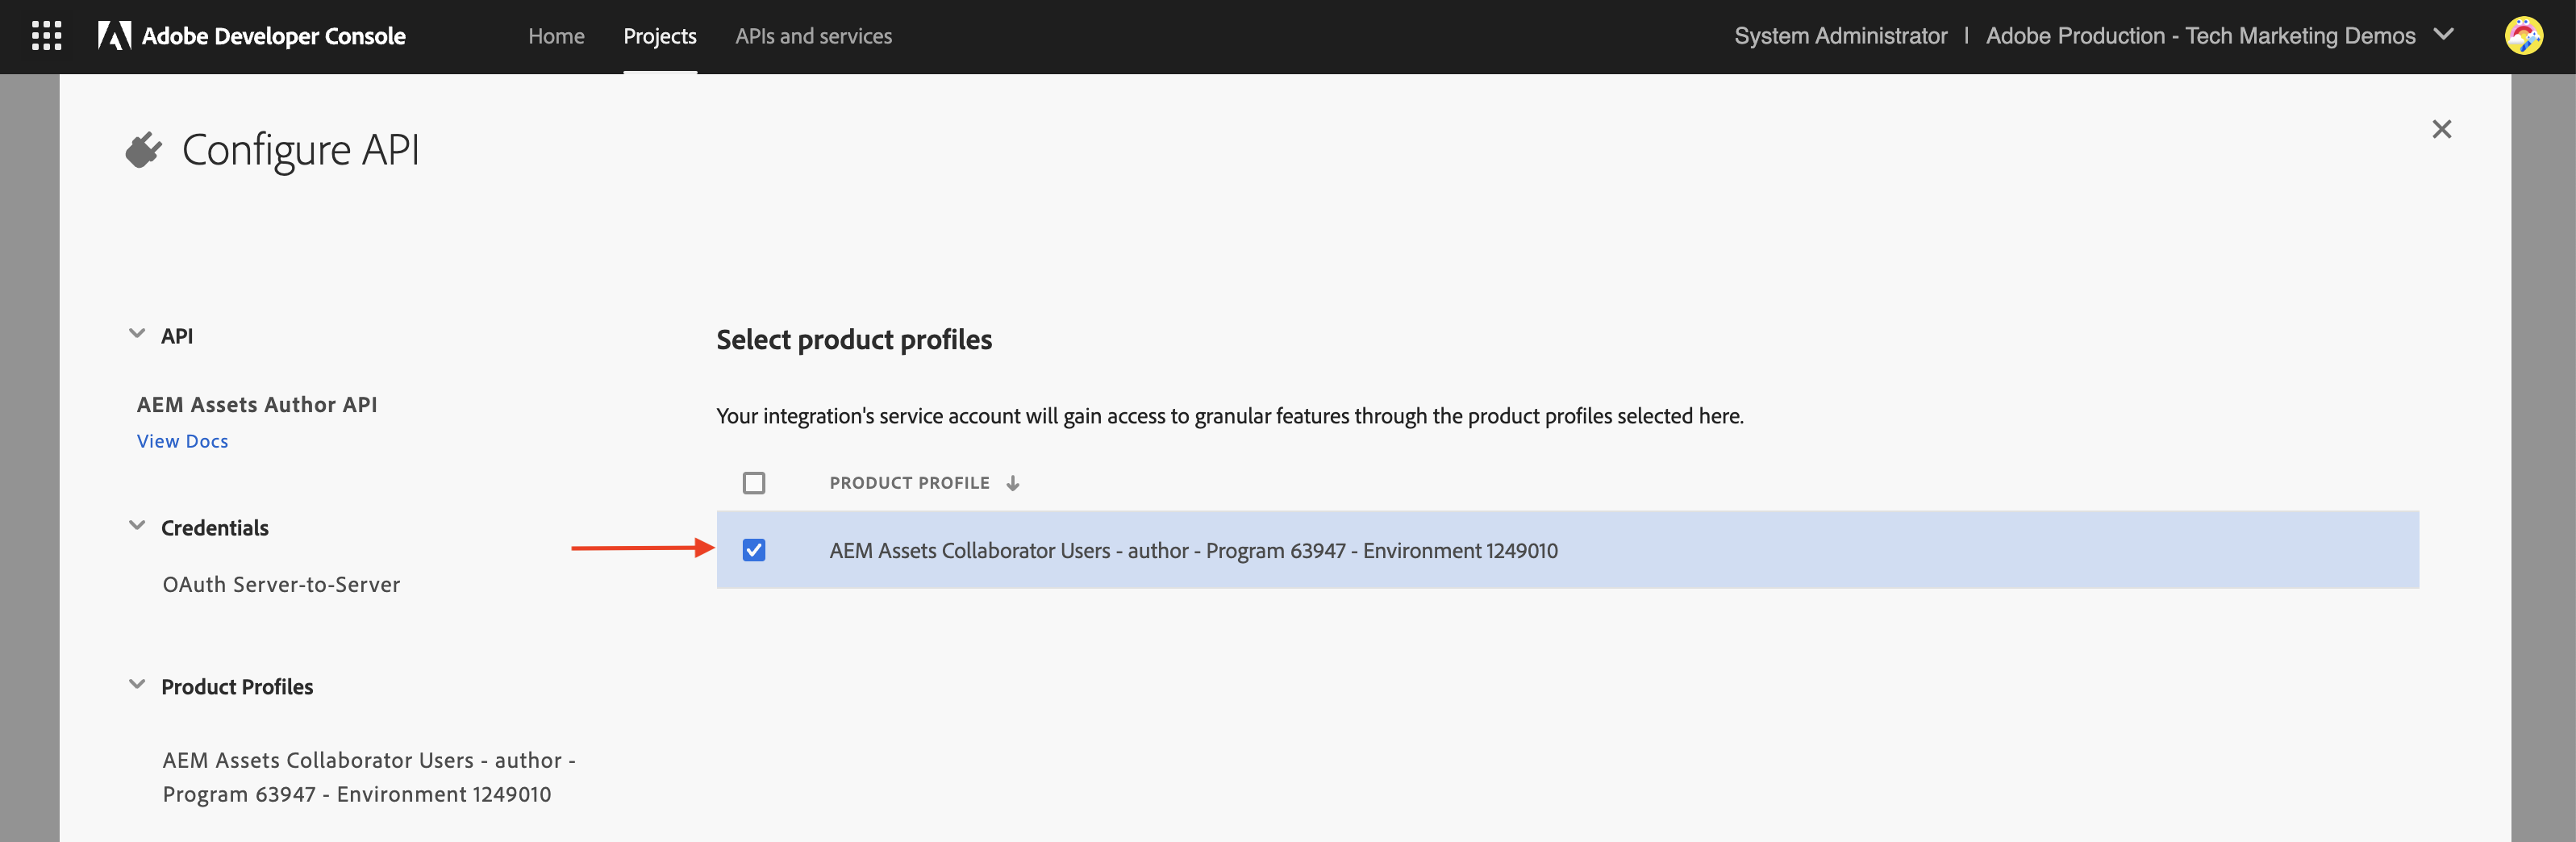 Adobe Developer Console
Home
Projects
APIs and services
System Administrator | Adobe Production - Tech Marketing Demos
Configure API
API
AEM Assets Author API
View Docs
Credentials
OAuth Server-to-Server
Product Profiles
AEM Assets Collaborator Users - author -
Program 63947 - Environment 1249010
Select product profiles
Your integration's service account will gain access to granular features through the product profiles selected here.
PRODUCT PROFILE
AEM Assets Collaborator Users - author - Program 63947 - Environment 1249010